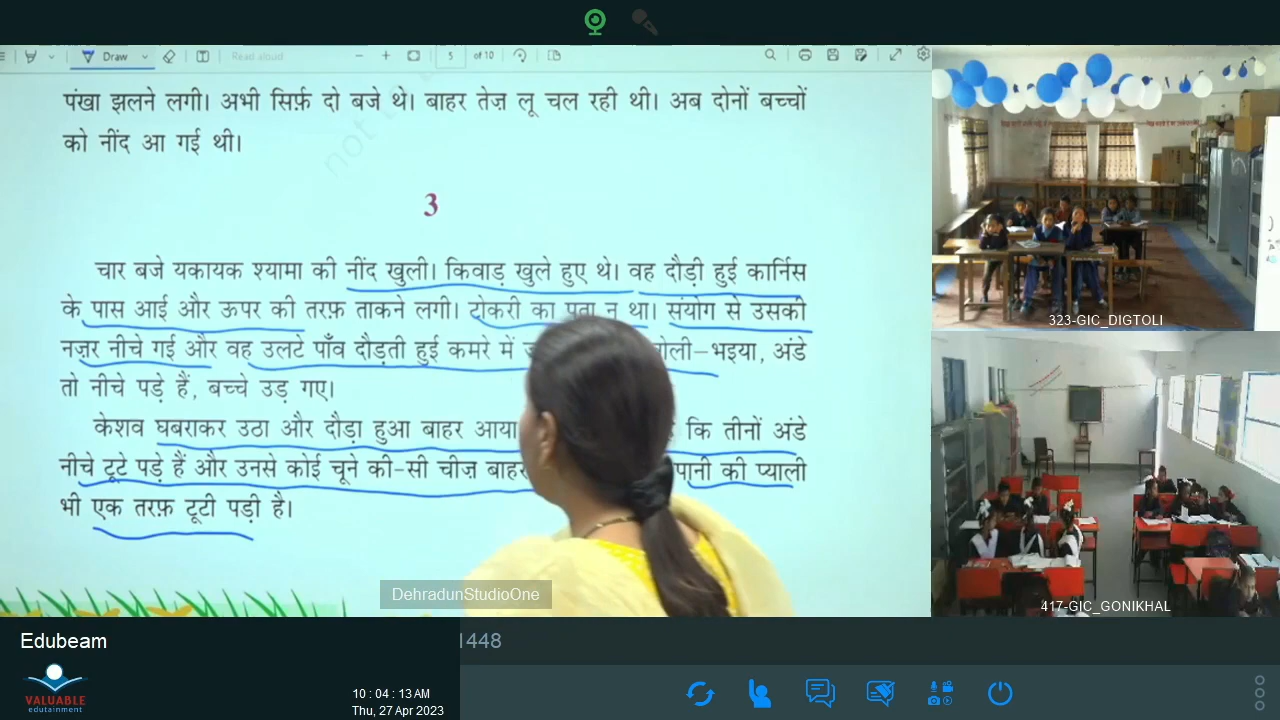 Draw
Read aloud
5
of 10
पंखा झलने लगी। अभी सिर्फ़ दो बजे थे। बाहर तेज़ लू चल रही थी। अब दोनों बच्चों
को नींद आ गई थी।
3
चार बजे यकायक श्यामा की नींद खुली। किवाड़ खुले हुए थे। वह दौड़ी हुई कार्निस
के पास आई और ऊपर की तरफ़ ताकने लगी। टोकरी का पता न था। संयोग से उसकी
नज़र नीचे गई और वह उलटे पाँव दौड़ती हुई कमरे में बोली–भइया, अंडे
तो नीचे पड़े हैं, बच्चे उड़ गए।
केशव घबराकर उठा और दौड़ा हुआ बाहर आया कि तीनों अंडे
नीचे टूटे पड़े हैं और उनसे कोई चूने की-सी चीज़ बाहर पानी की प्याली
भी एक तरफ़ टूटी पड़ी है।
DehradunStudioOne
323-GIC_DIGTOLI
417-GIC_GONIKHAL
Edubeam
1448
VALUABLE
edutainment
10 : 04 : 13 AM
Thu, 27 Apr 2023